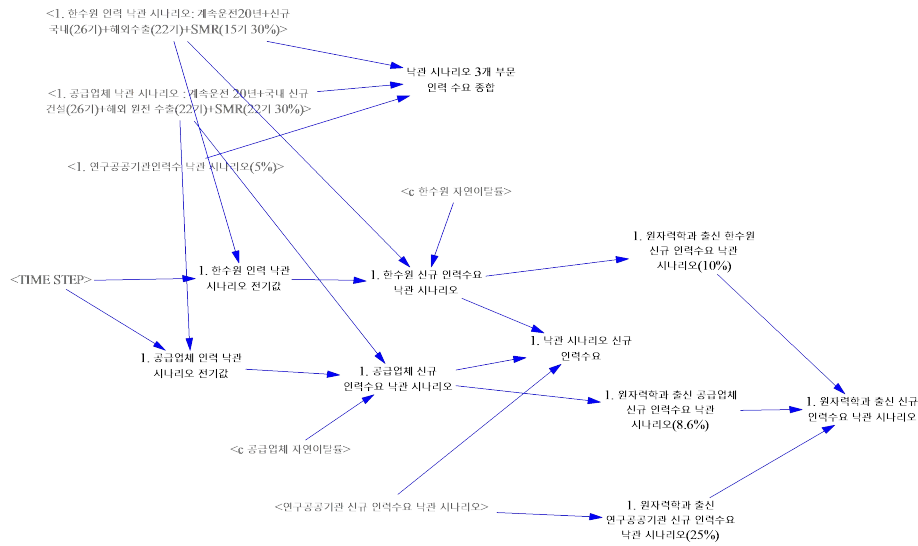 <1. 한수원 인력 낙관 시나리오: 계속운전20년+신규
국내(26기)+해외수출(22기)+SMR(15기 30%)>
낙관 시나리오 3개 부문
인력 수요 종합
<1. 공급업체 낙관 시나리오 : 계속운전 20년+국내 신규
건설(26기)+해외 원전 수출(22기)+SMR(22기 30%)>
<1. 연구공공기관인력수 낙관 시나리오(5%)>
<c 한수원 자연이탈률>
1. 원자력학과 출신 한수원
신규 인력수요 낙관
시나리오(10%)
<TIME STEP>
1. 한수원 인력 낙관
시나리오 전기값
1. 한수원 신규 인력수요
낙관 시나리오
1. 낙관 시나리오 신규
인력수요
1. 공급업체 인력 낙관
시나리오 전기값
1. 공급업체 신규
인력수요 낙관 시나리오
1. 원자력학과 출신 공급업체
신규 인력수요 낙관
시나리오(8.6%)
1. 원자력학과 출신 신규
인력수요 낙관 시나리오
<c 공급업체 자연이탈률>
<연구공공기관 신규 인력수요 낙관 시나리오>
1. 원자력학과 출신
연구공공기관 신규 인력수요
낙관 시나리오(25%)